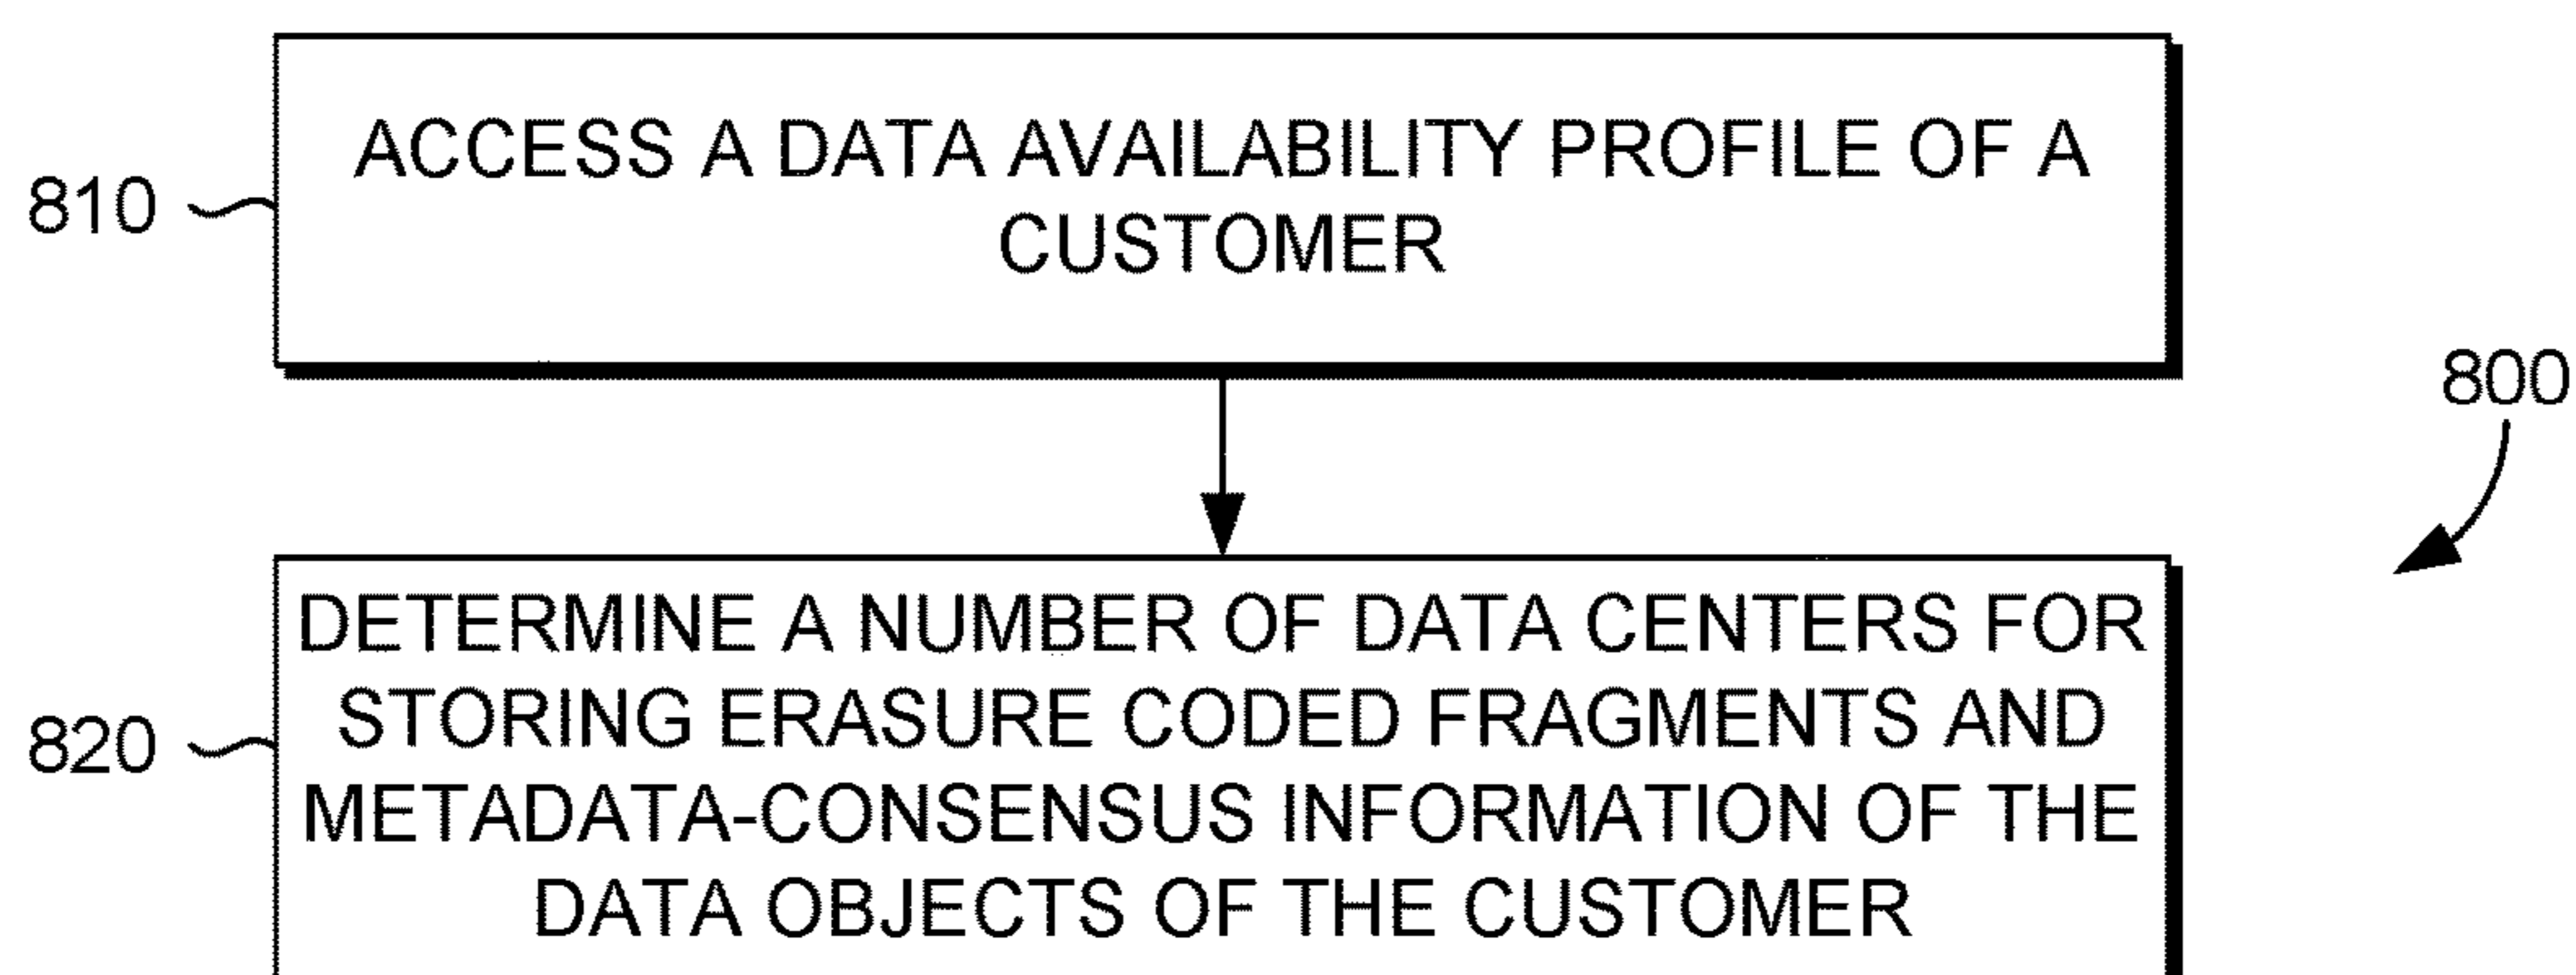 ACCESS A DATA AVAILABILITY PROFILE OF A
CUSTOMER
810
800
DETERMINE A NUMBER OF DATA CENTERS FOR
STORING ERASURE CODED FRAGMENTS AND
METADATA-CONSENSUS INFORMATION OF THE
DATA OBJECTS OF THE CUSTOMER
820